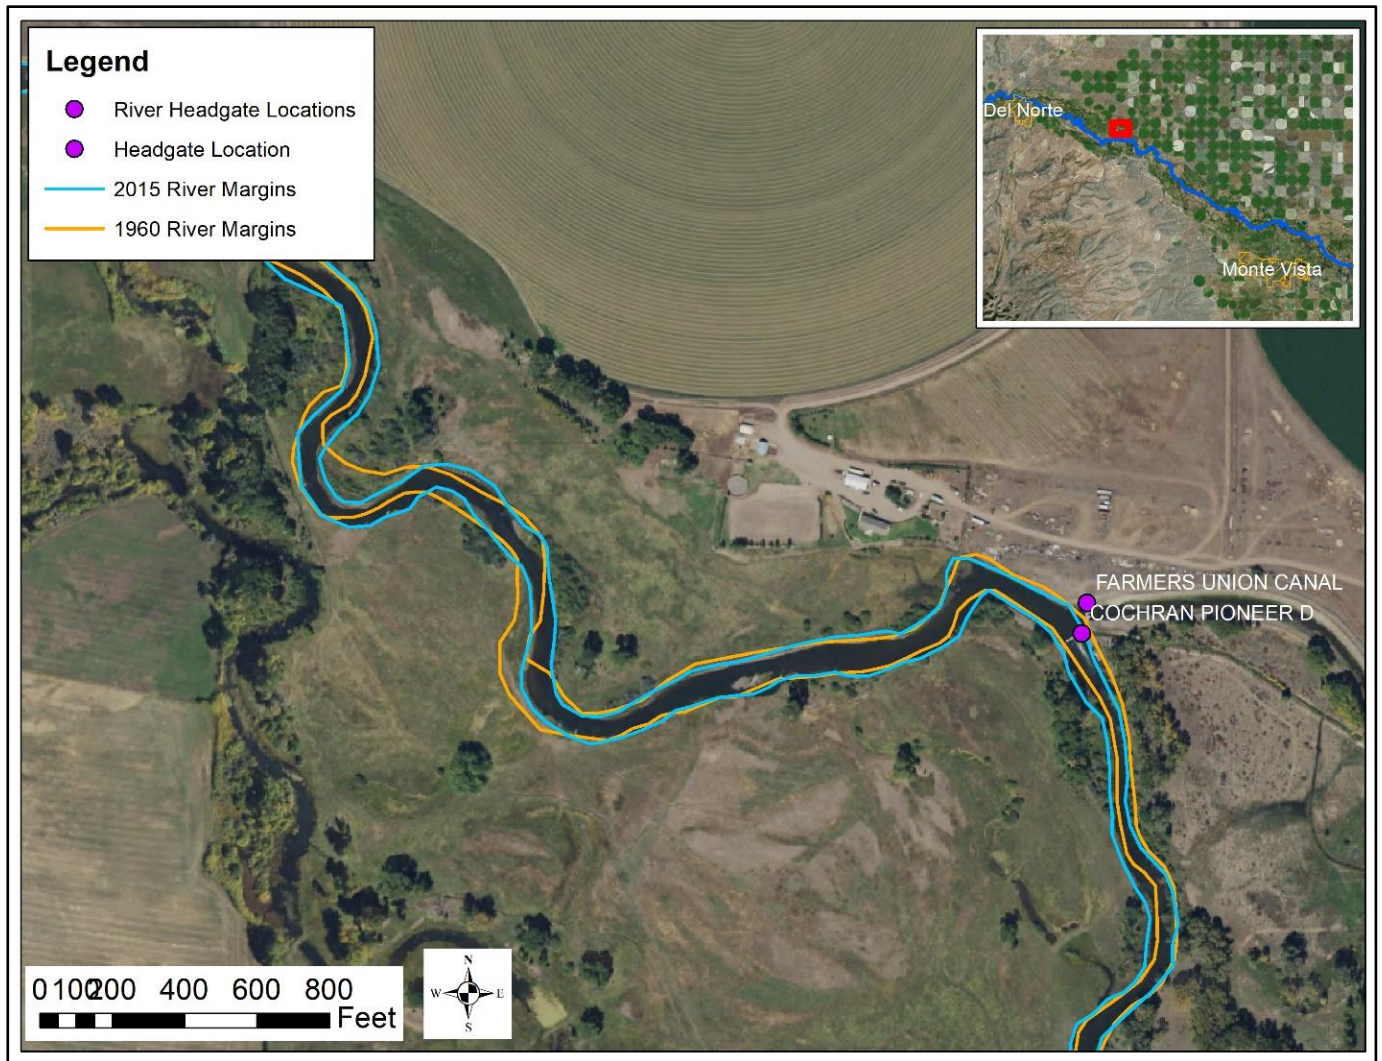 Legend
River Headgate Locations
Headgate Location
2015 River Margins
1960 River Margins
Del Norte
Monte Vista
FARMERS UNION CANAL
COCHRAN PIONEER D
0 100 200 400 600 800
Feet
N
W E
S